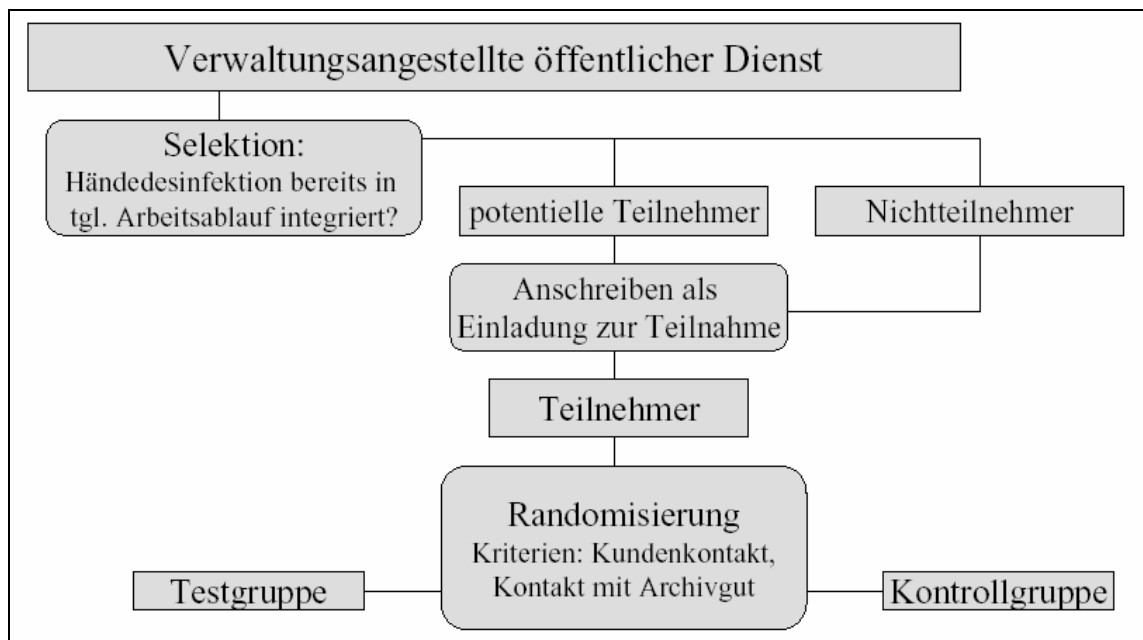 Verwaltungsangestellte öffentlicher Dienst
Selektion:
Händedesinfektion bereits in
tgl. Arbeitsablauf integriert?
potentielle Teilnehmer
Nichtteilnehmer
Anschreiben als
Einladung zur Teilnahme
Teilnehmer
Randomisierung
Kriterien: Kundenkontakt,
Kontakt mit Archivgut
Testgruppe
Kontrollgruppe